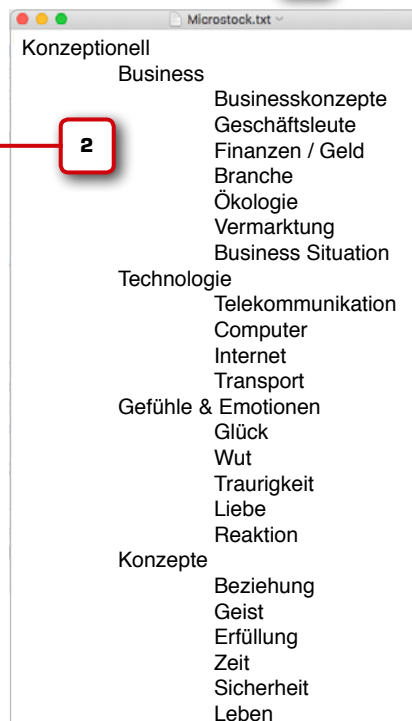 Microstock.txt
Konzeptionell
Business
Businesskonzepte
Geschäftsleute
2
Finanzen / Geld
Branche
Ökologie
Vermarktung
Business Situation
Technologie
Telekommunikation
Computer
Internet
Transport
Gefühle & Emotionen
Glück
Wut
Traurigkeit
Liebe
Reaktion
Konzepte
Beziehung
Geist
Erfüllung
Zeit
Sicherheit
Leben